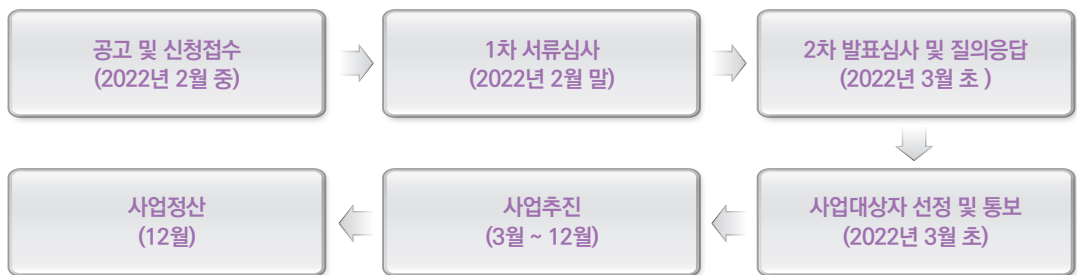 공고 및 신청접수
(2022년 2월 중)
1차 서류심사
(2022년 2월 말)
2차 발표심사 및 질의응답
(2022년 3월 초 )
사업대상자 선정 및 통보
(2022년 3월 초)
사업추진
(3월 ~ 12월)
사업정산
(12월)